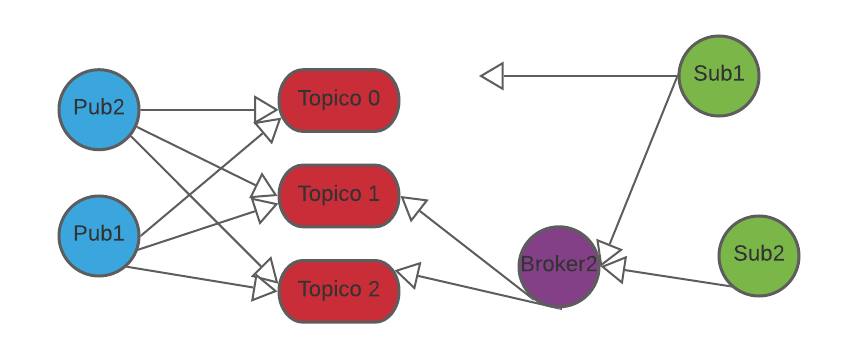 Pub2
Topico 0
Sub1
Topico 1
Pub1
Broker2
Sub2
Topico 2